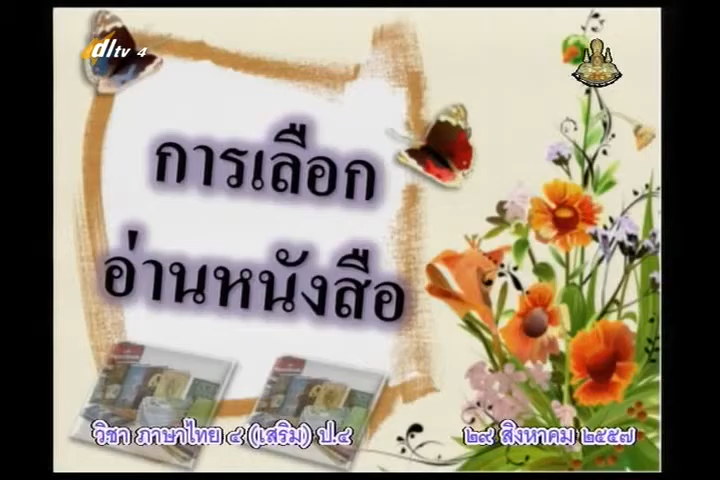 dltv 4
การเลือก
อ่านหนังสือ
วิชา ภาษาไทย ๔ (เสริม) ป.๔
๒๙ สิงหาคม ๒๕๕๗